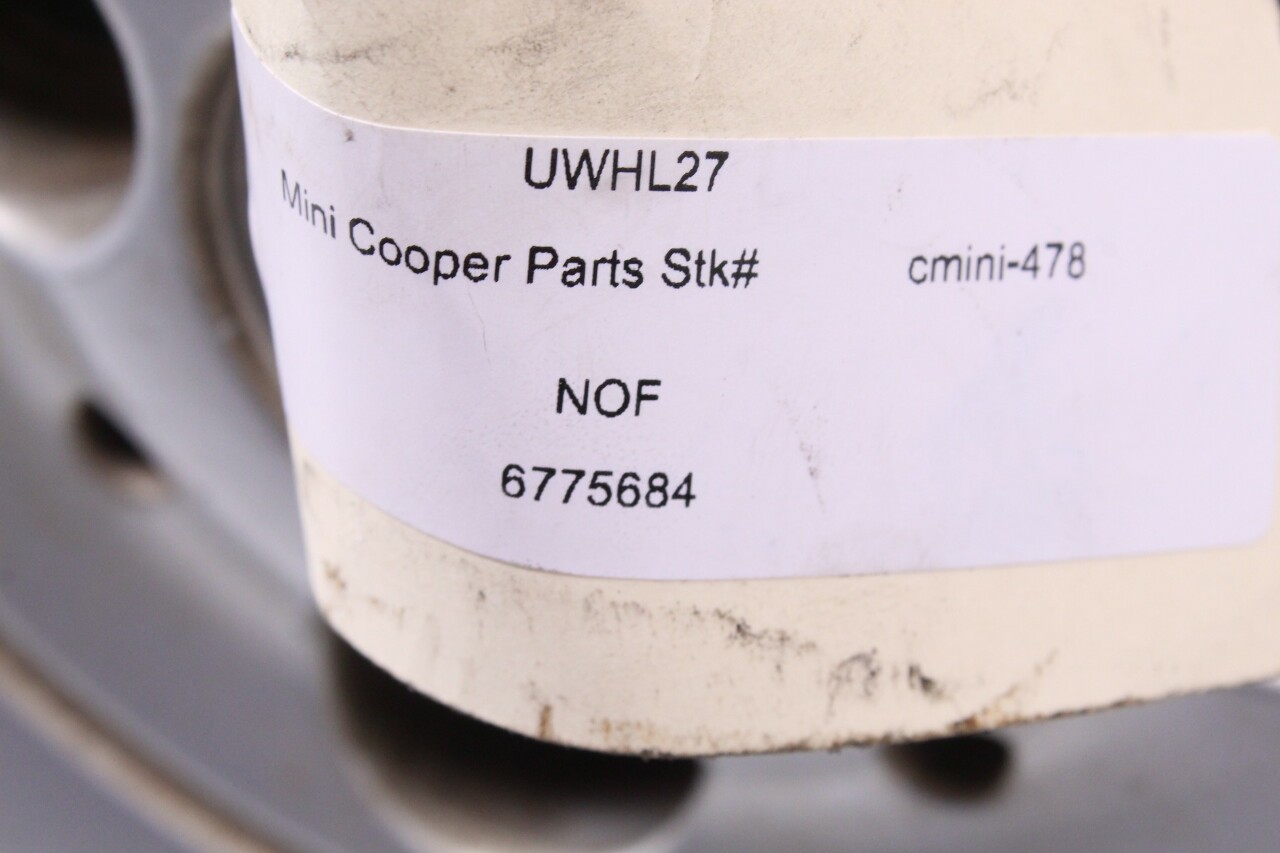 UWHL27
Mini Cooper Parts Stk# cmini-478
NOF
6775684